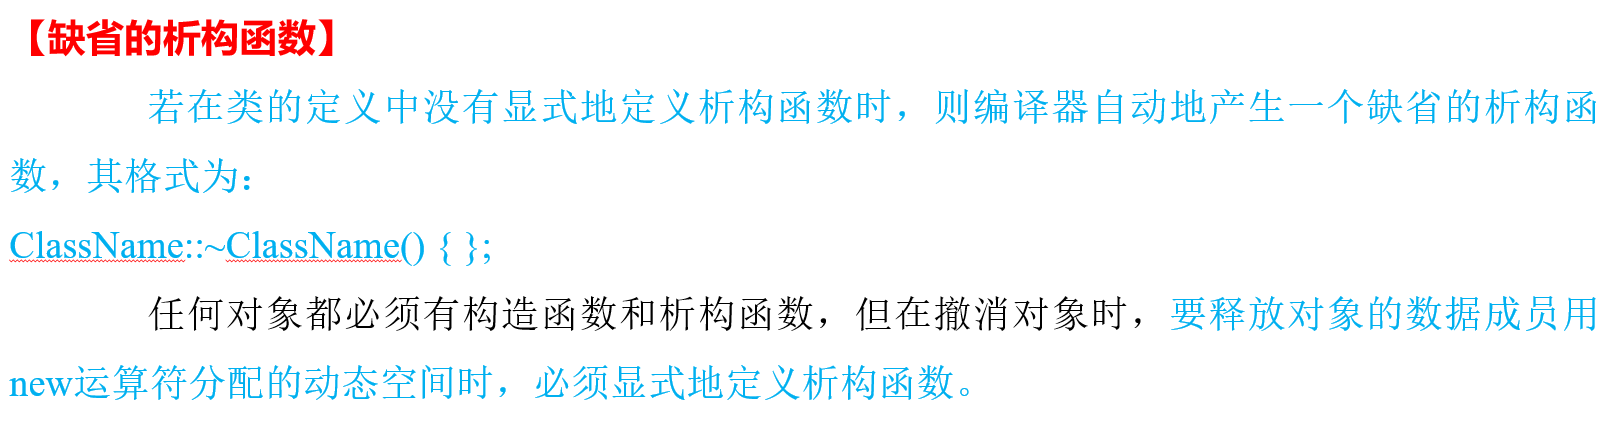 【缺省的析构函数】
若在类的定义中没有显式地定义析构函数时，则编译器自动地产生一个缺省的析构函
数，其格式为：
ClassName::~ClassName() { };
任何对象都必须有构造函数和析构函数，但在撤消对象时，要释放对象的数据成员用
new运算符分配的动态空间时，必须显式地定义析构函数。